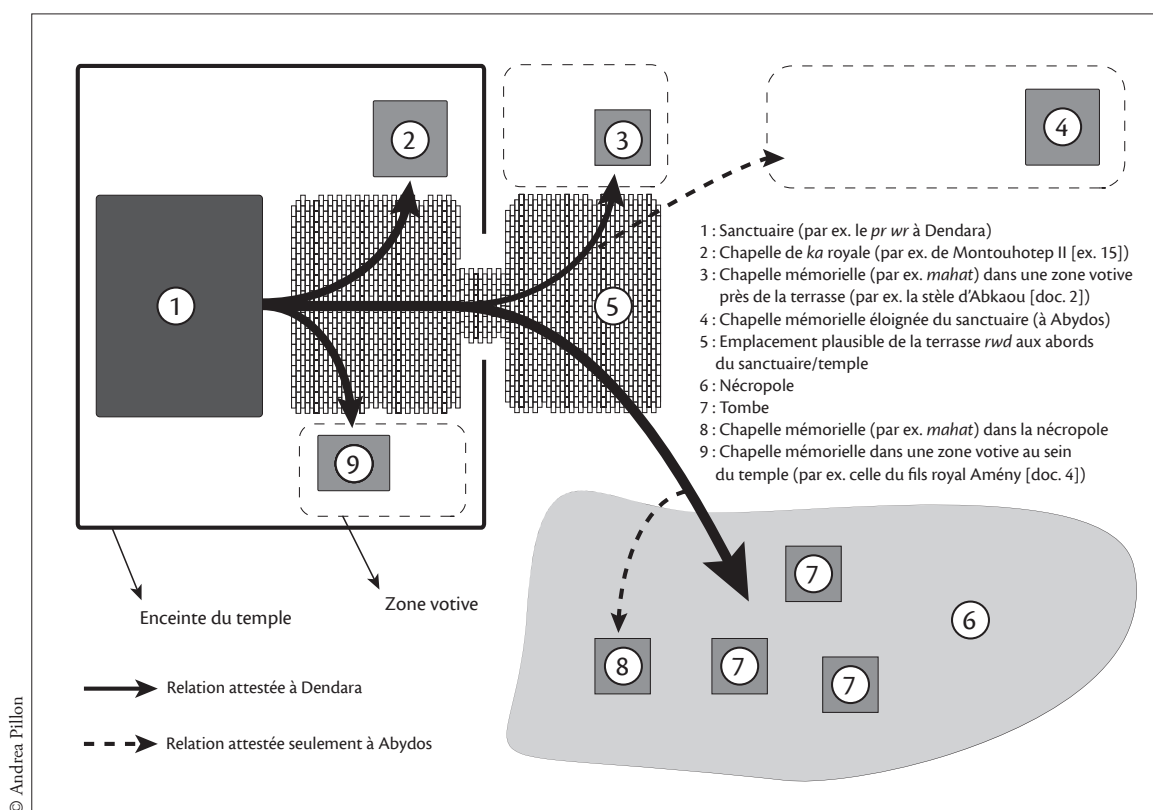 2
3
4
1
5
9
1 : Sanctuaire (par ex. le pr wr à Dendara)
2 : Chapelle de ka royale (par ex. de Montouhotep II [ex. 15])
3 : Chapelle mémorielle (par ex. mahat) dans une zone votive
près de la terrasse (par ex. la stèle d'Abkaou [doc. 2])
4 : Chapelle mémorielle éloignée du sanctuaire (à Abydos)
5 : Emplacement plausible de la terrasse rwd aux abords
du sanctuaire/temple
6 : Nécropole
7 : Tombe
8 : Chapelle mémorielle (par ex. mahat) dans la nécropole
9 : Chapelle mémorielle dans une zone votive au sein
du temple (par ex. celle du fils royal Amény [doc. 4])
Enceinte du temple
Zone votive
7
6
8
7
7
Relation attestée à Dendara
Relation attestée seulement à Abydos
© Andrea Pillon